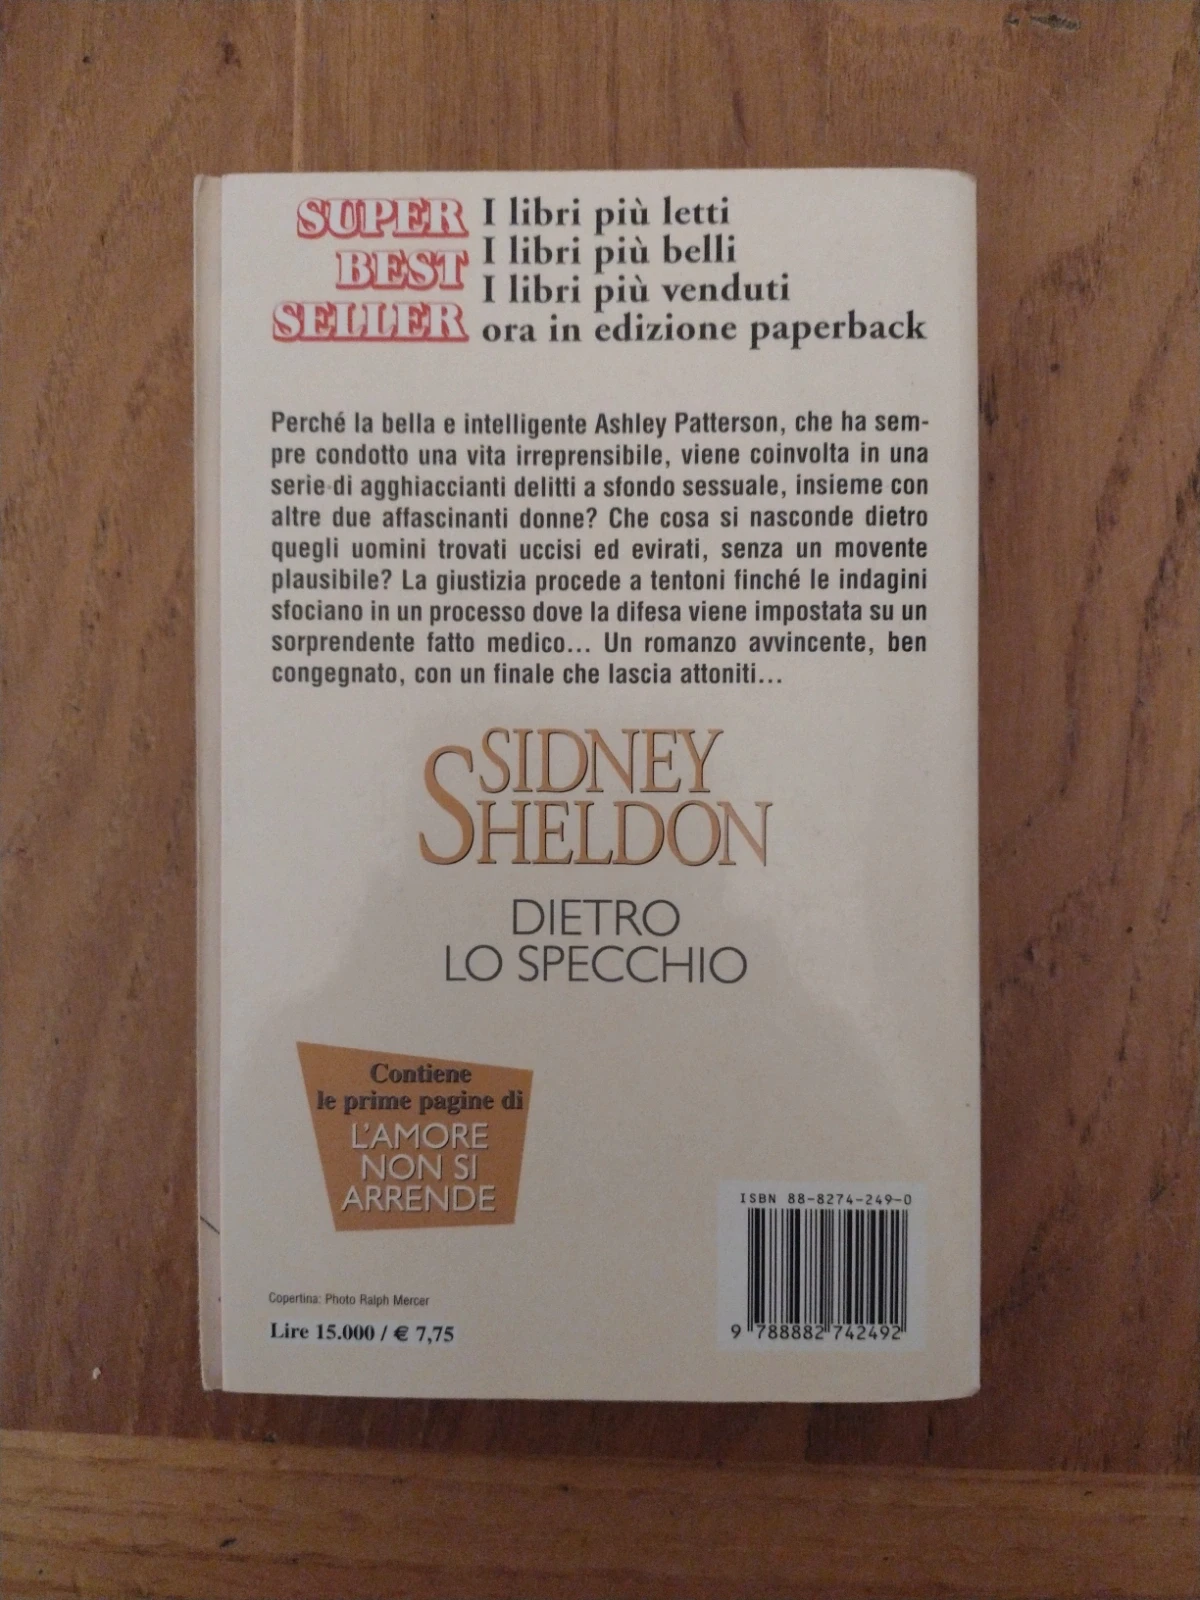 SUPER
BEST
SELLER
I libri più letti
I libri più belli
I libri più venduti
ora in edizione paperback
Perché la bella e intelligente Ashley Patterson, che ha sem-
pre condotto una vita irreprensibile, viene coinvolta in una
serie di agghiaccianti delitti a sfondo sessuale, insieme con
altre due affascinanti donne? Che cosa si nasconde dietro
quegli uomini trovati uccisi ed evirati, senza un movente
plausibile? La giustizia procede a tentoni finché le indagini
sfociano in un processo dove la difesa viene impostata su un
sorprendente fatto medico... Un romanzo avvincente, ben
congegnato, con un finale che lascia attoniti...
SIDNEY
SHELDON
DIETRO
LO SPECCHIO
Contiene
le prime pagine di
L'AMORE
NON SI
ARRENDE
ISBN 88-8274-249-0
9 788882 742492
Copertina: Photo Ralph Mercer
Lire 15.000 / € 7,75